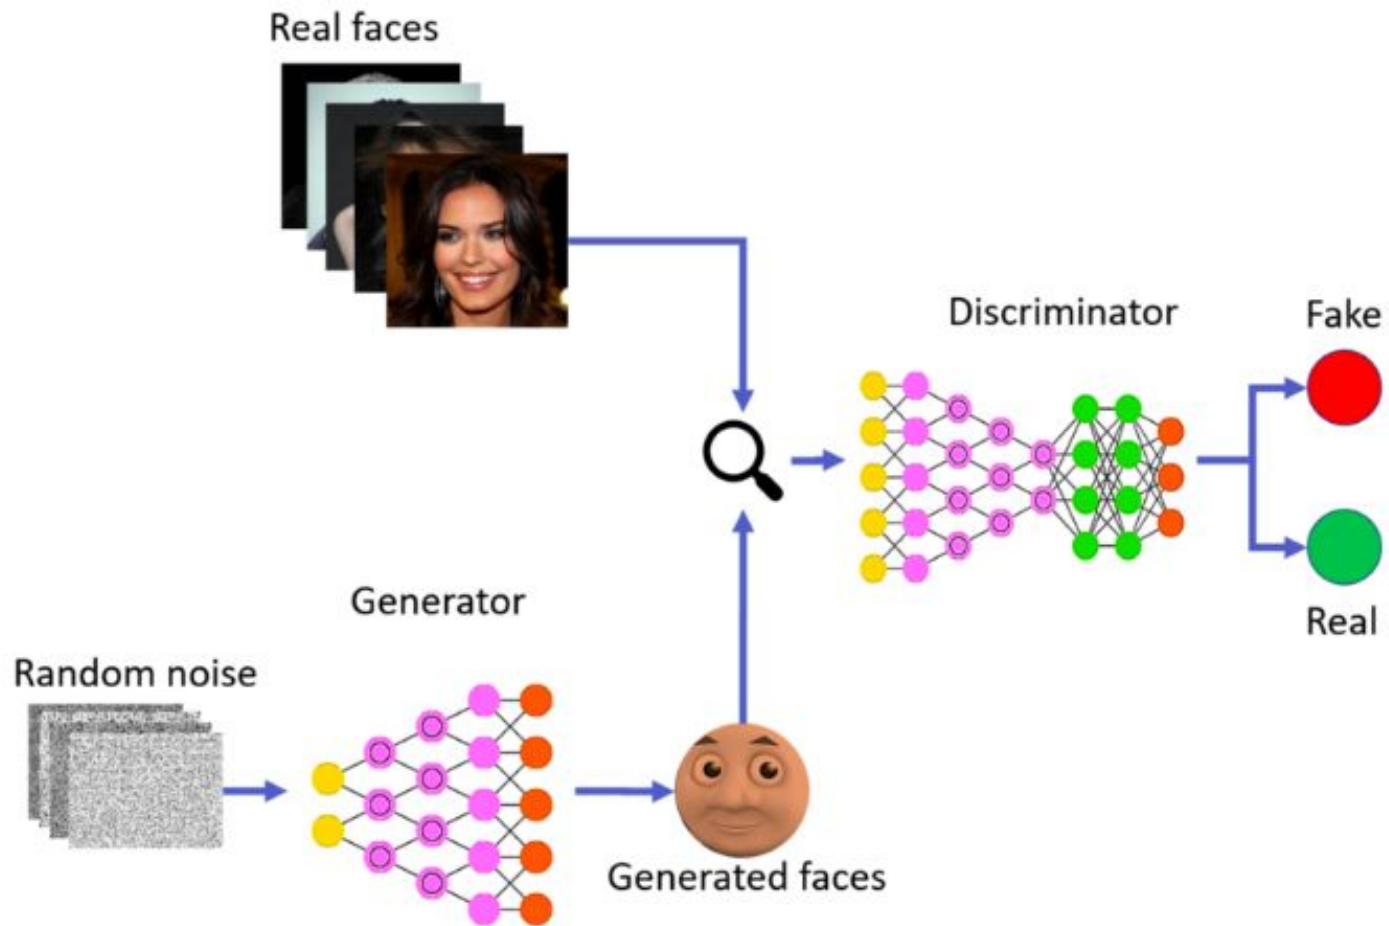 Real faces
Discriminator
Fake
Generator
Real
Random noise
Generated faces